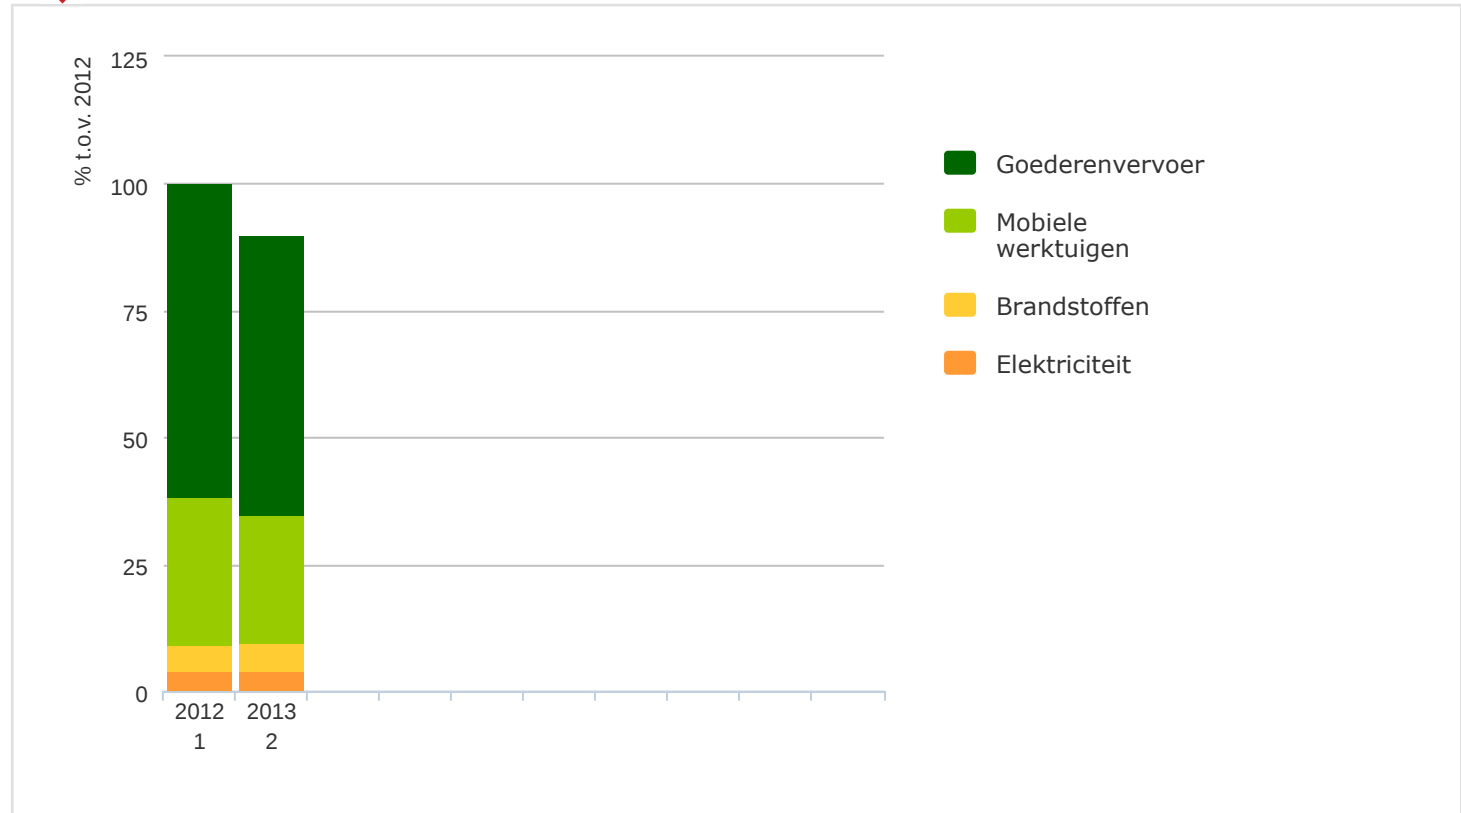 % t.o.v. 2012
125
100
75
50
25
0
2012
1
2013
2
Goederenvervoer
Mobiele
werktuigen
Brandstoffen
Elektriciteit